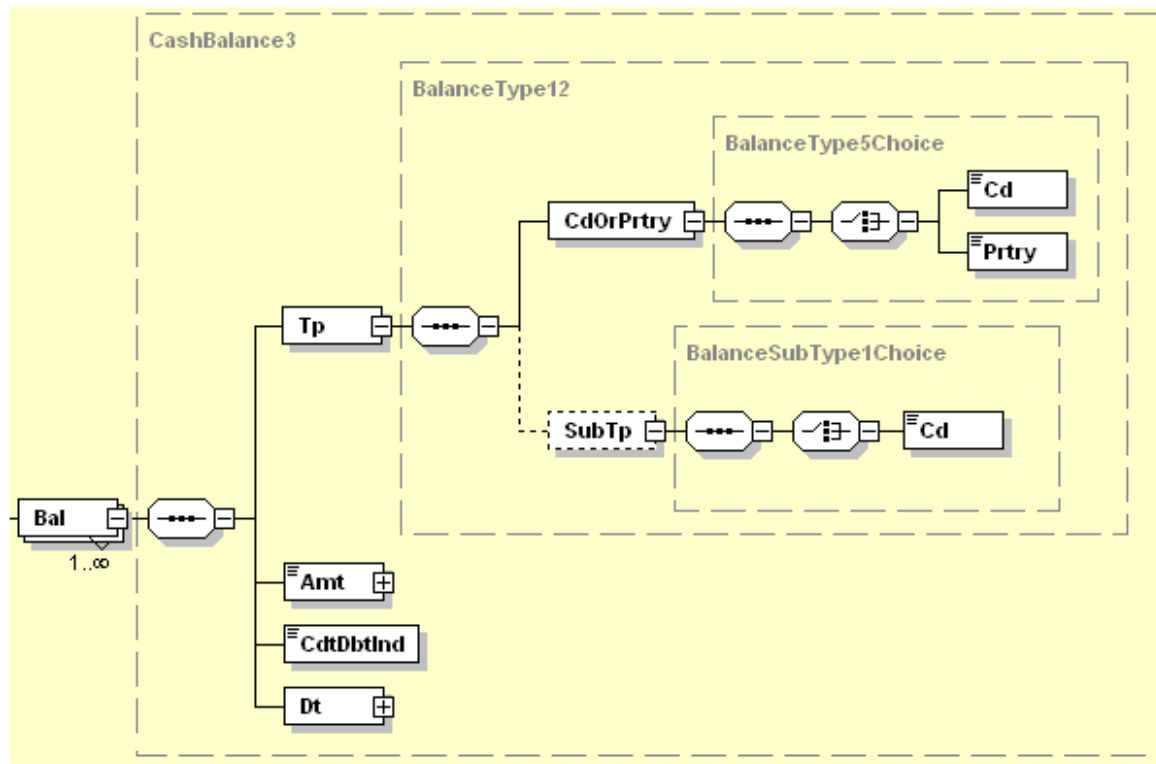 CashBalance3
BalanceType12
BalanceType5Choice
Cd
CdOrPrtry
Prtry
Tp
BalanceSubType1Choice
SubTp
Cd
Bal
1..∞
Amt
CdtDbtInd
Dt